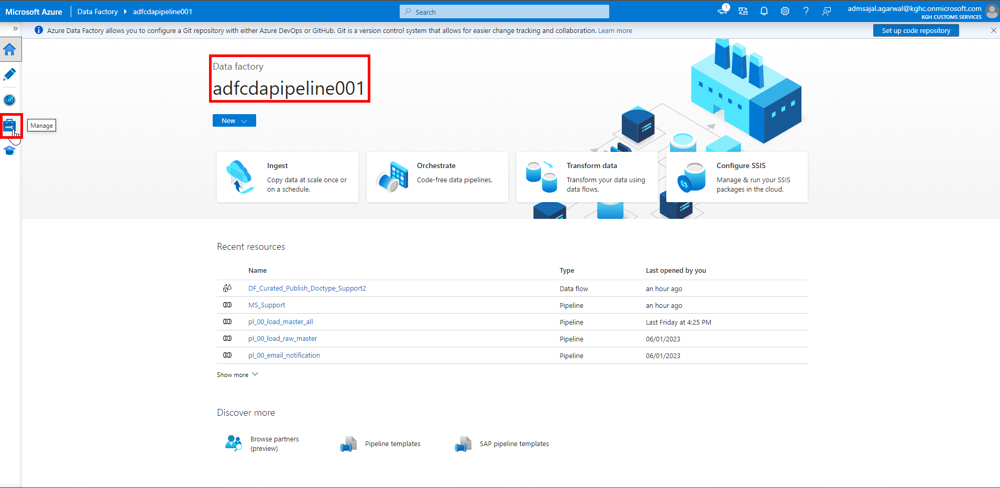 Microsoft Azure
Data Factory
adfcdapipeline001
Search
1
admsajal.agarwal@kghc.onmicrosoft.com
KGH CUSTOMS SERVICES
Azure Data Factory allows you to configure a Git repository with either Azure DevOps or GitHub. Git is a version control system that allows for easier change tracking and collaboration. Learn more
Set up code repository
Data factory
adfcdapipeline001
New
Manage
Ingest
Copy data at scale once or
on a schedule.
Orchestrate
Code-free data pipelines.
Transform data
Transform your data using
data flows.
Configure SSIS
Manage & run your SSIS
packages in the cloud.
Recent resources
Name Type Last opened by you
DF_Curated_Publish_Doctype_Support2 Data flow an hour ago
MS_Support Pipeline an hour ago
pl_00_load_master_all Pipeline Last Friday at 4:25 PM
pl_00_load_raw_master Pipeline 06/01/2023
pl_00_email_notification Pipeline 06/01/2023
Show more
Discover more
Browse partners
(preview)
Pipeline templates
SAP pipeline templates